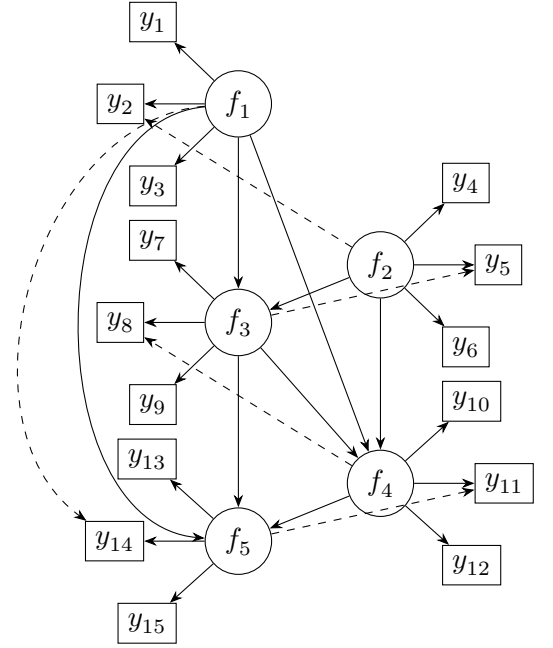 y₁
y₂
f₁
y₃
y₄
y₇
f₂
y₅
y₈
f₃
y₆
y₉
y₁₀
y₁₃
f₄
y₁₁
y₁₄
f₅
y₁₂
y₁₅